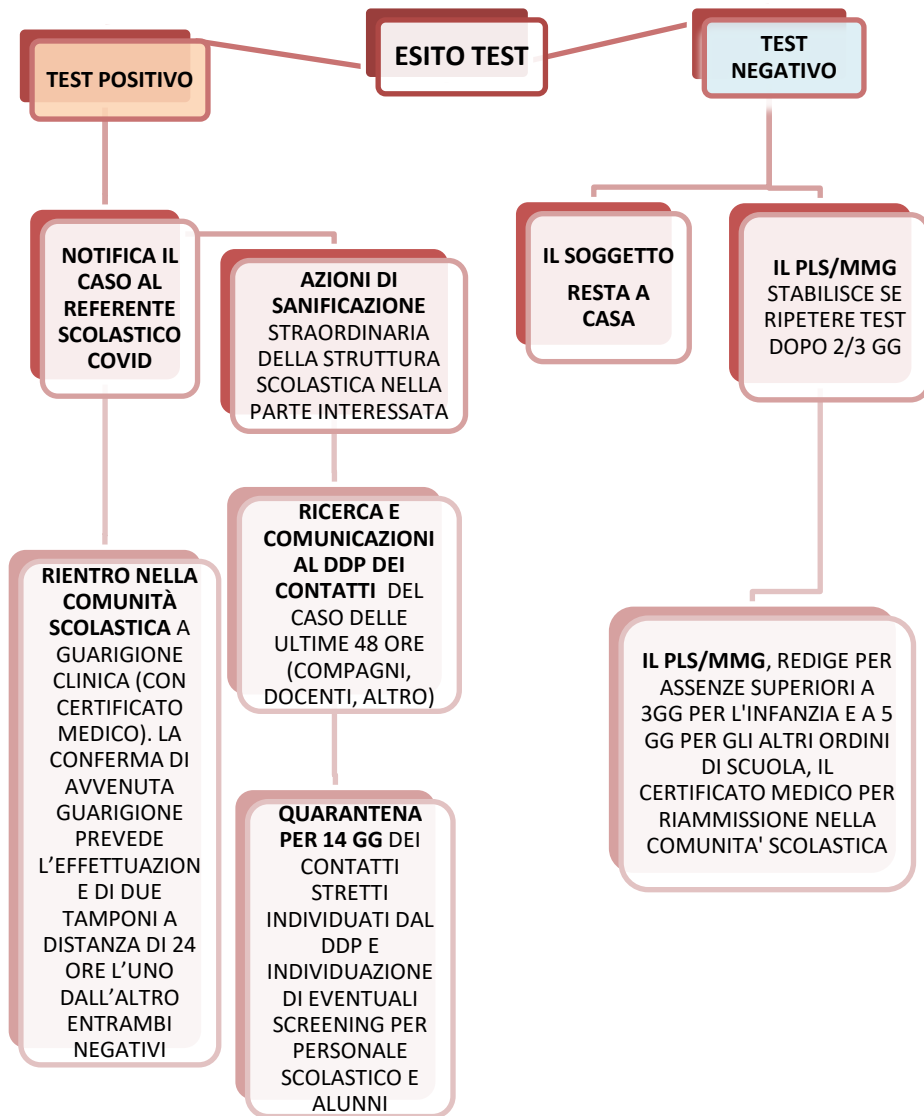 ESITO TEST
TEST POSITIVO
TEST
NEGATIVO
NOTIFICA IL
CASO AL
REFERENTE
SCOLASTICO
COVID
AZIONI DI
SANIFICAZIONE
STRAORDINARIA
DELLA STRUTTURA
SCOLASTICA NELLA
PARTE INTERESSATA
IL SOGGETTO
RESTA A
CASA
IL PLS/MMG
STABILISCE SE
RIPETERE TEST
DOPO 2/3 GG
RIENTRO NELLA
COMUNITÀ
SCOLASTICA A
GUARIGIONE
CLINICA (CON
CERTIFICATO
MEDICO). LA
CONFERMA DI
AVVENUTA
GUARIGIONE
PREVEDE
L’EFFETTUAZION
E DI DUE
TAMPONI A
DISTANZA DI 24
ORE L’UNO
DALL’ALTRO
ENTRAMBI
NEGATIVI
RICERCA E
COMUNICAZIONI
AL DDP DEI
CONTATTI DEL
CASO DELLE
ULTIME 48 ORE
(COMPAGNI,
DOCENTI, ALTRO)
QUARANTENA
PER 14 GG DEI
CONTATTI
STRETTI
INDIVIDUATI DAL
DDP E
INDIVIDUAZIONE
DI EVENTUALI
SCREENING PER
PERSONALE
SCOLASTICO E
ALUNNI
IL PLS/MMG, REDIGE PER
ASSENZE SUPERIORI A
3GG PER L'INFANZIA E A 5
GG PER GLI ALTRI ORDINI
DI SCUOLA, IL
CERTIFICATO MEDICO PER
RIAMMISSIONE NELLA
COMUNITA' SCOLASTICA